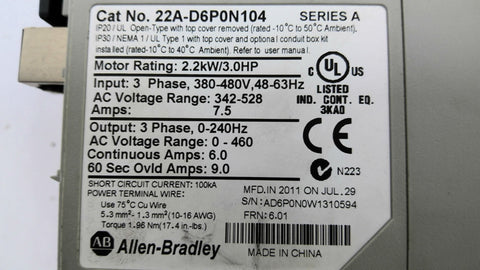 Cat No. 22A-D6P0N104 SERIES A
IP20 / UL Open-Type with top cover removed (rated -10°C to 50°C Ambient),
IP30 / NEMA 1 / UL Type 1 with top cover and optional conduit box kit
installed (rated -10°C to 40°C Ambient). Refer to user manual.
Motor Rating: 2.2kW/3.0HP
Input: 3 Phase, 380-480V,48-63Hz
AC Voltage Range: 342-528
Amps: 7.5
Output: 3 Phase, 0-240Hz
AC Voltage Range: 0 - 460
Continuous Amps: 6.0
60 Sec Ovld Amps: 9.0
SHORT CIRCUIT CURRENT: 100kA
POWER TERMINAL WIRE:
Use 75°C Cu Wire
5.3 mm²- 1.3 mm²(10-16 AWG)
Torque 1.96 Nm (17.4 in-lbs.)
AB Allen-Bradley
C UL US
LISTED
IND. CONT. EQ.
3KA0
CE
N223
MFD.IN 2011 ON JUL.29
S/N:AD6P0N0W1310594
FRN: 6.01
MADE IN CHINA